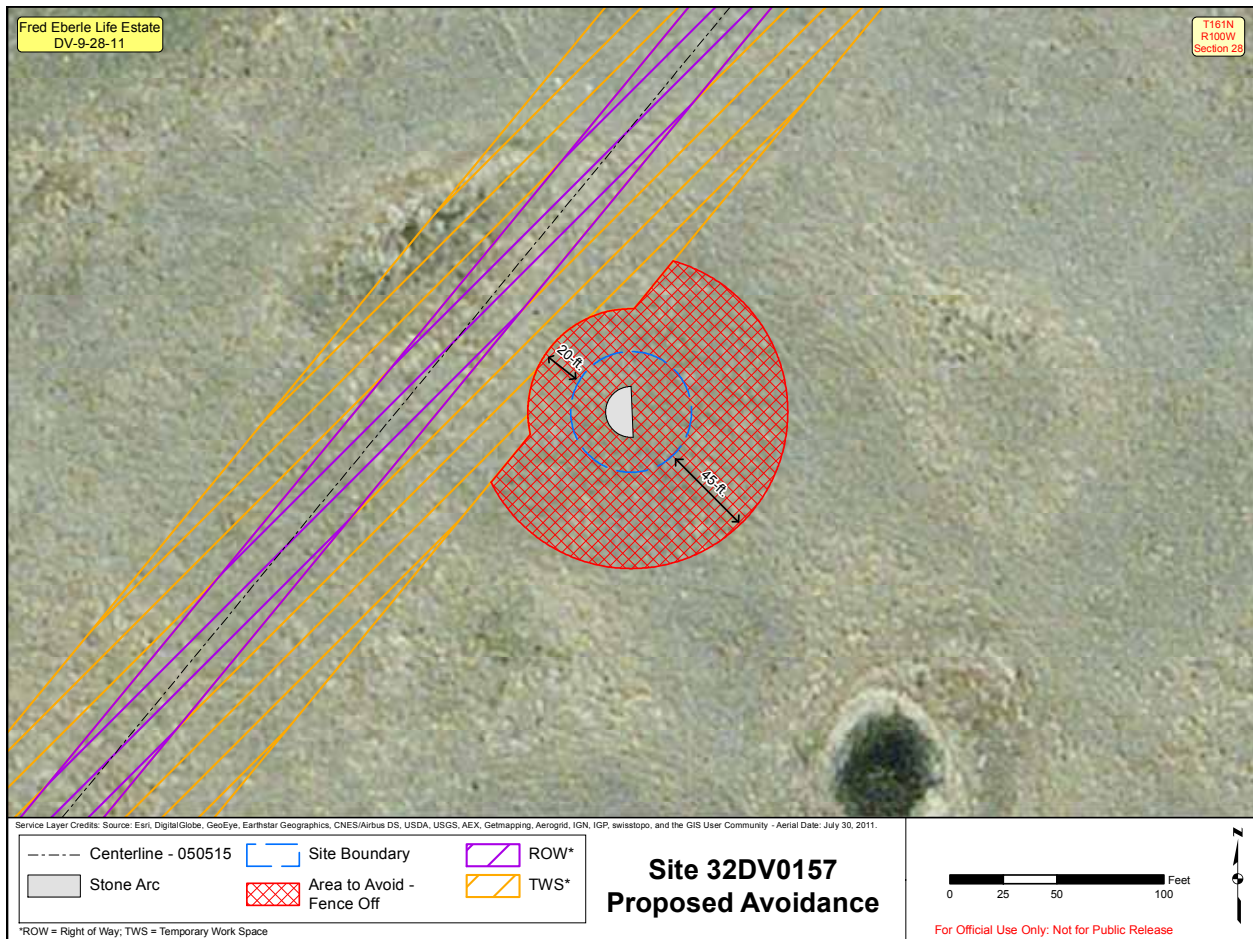 Fred Eberle Life Estate
DV-9-28-11
T161N
R100W
Section 28
20-ft.
45-ft.
Service Layer Credits: Source: Esri, DigitalGlobe, GeoEye, Earthstar Geographics, CNES/Airbus DS, USDA, USGS, AEX, Getmapping, Aerogrid, IGN, IGP, swisstopo, and the GIS User Community - Aerial Date: July 30, 2011.
Centerline - 050515
Site Boundary
ROW*
Stone Arc
Area to Avoid -
Fence Off
TWS*
*ROW = Right of Way; TWS = Temporary Work Space
Site 32DV0157
Proposed Avoidance
Feet
0 25 50 100
N
For Official Use Only: Not for Public Release